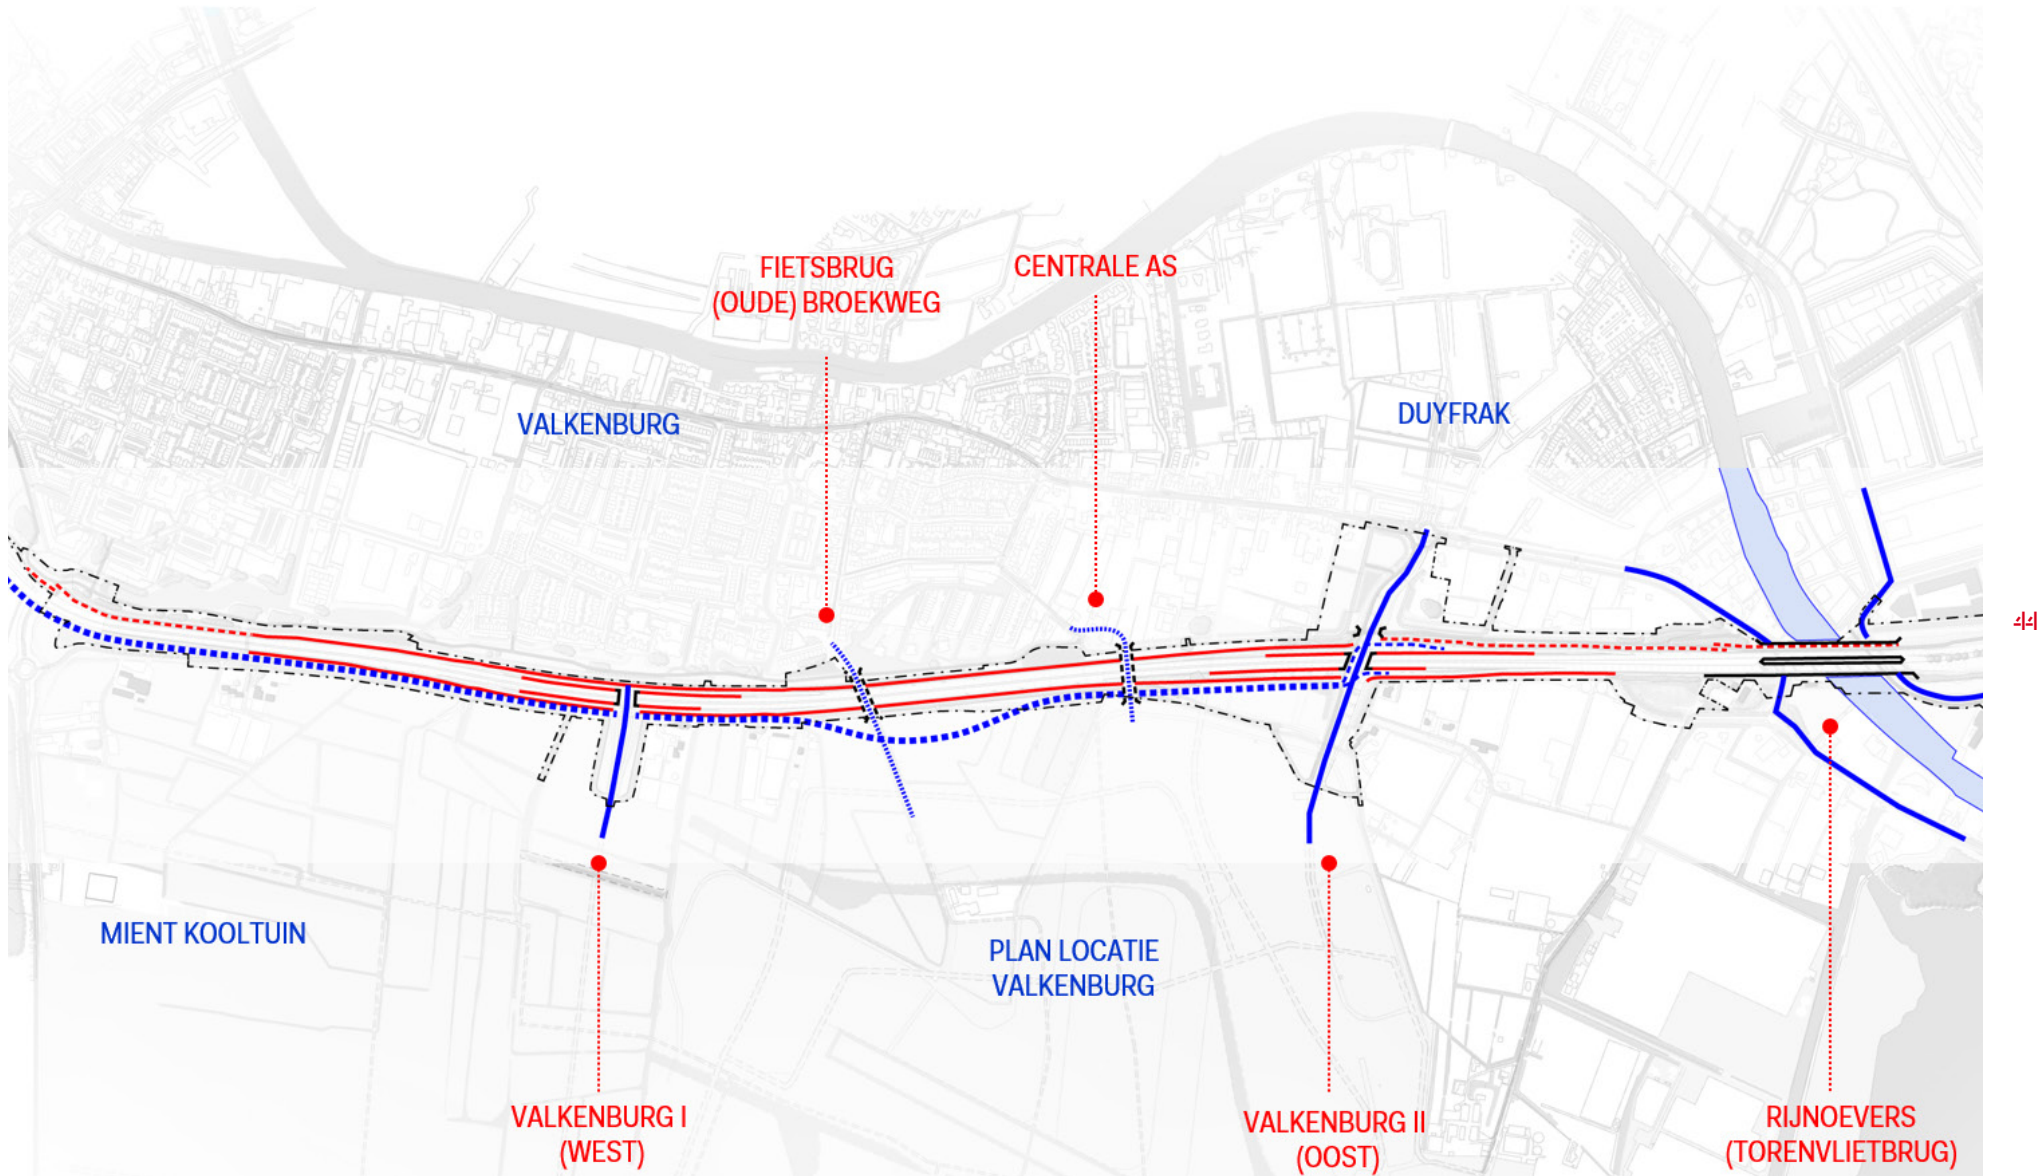 FIETSBRUG
(OUDE) BROEKWEG
CENTRALE AS
VALKENBURG
DUYFRAK
44
MIENT KOOLTUIN
PLAN LOCATIE
VALKENBURG
VALKENBURG I
(WEST)
VALKENBURG II
(OOST)
RIJNOEVERS
(TORENVLIETBRUG)